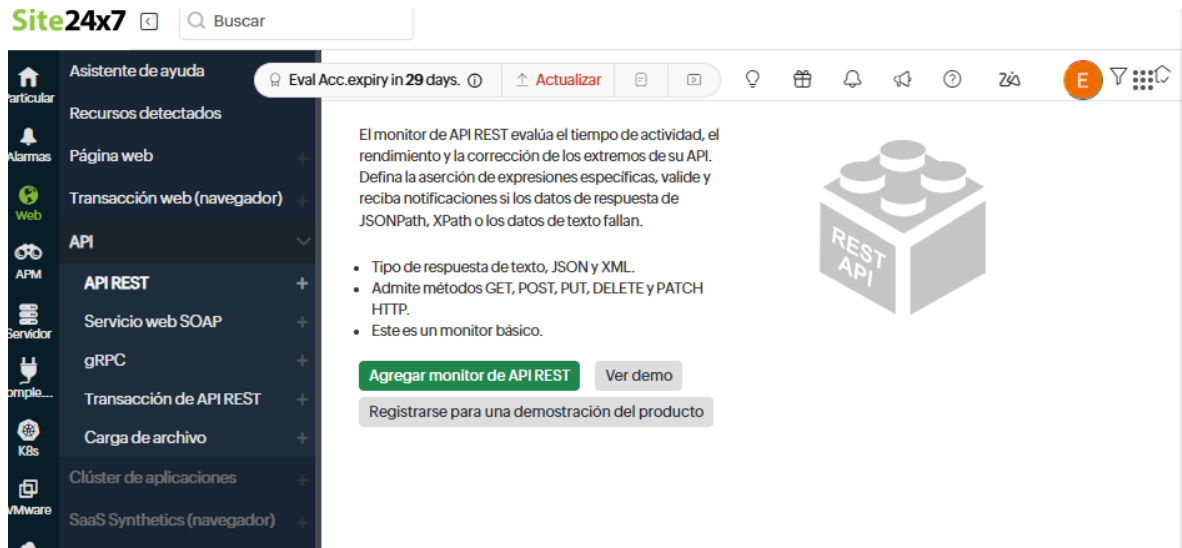 Site24x7
Buscar
Eval Acc.expiry in 29 days.
Actualizar
E
Particular
Alarmas
Web
APM
Servidor
omple...
K8s
VMware
Asistente de ayuda
Recursos detectados
Página web
Transacción web (navegador)
API
API REST
Servicio web SOAP
gRPC
Transacción de API REST
Carga de archivo
Clúster de aplicaciones
SaaS Synthetics (navegador)
El monitor de API REST evalúa el tiempo de actividad, el
rendimiento y la corrección de los extremos de su API.
Defina la aserción de expresiones específicas, valide y
reciba notificaciones si los datos de respuesta de
JSONPath, XPath o los datos de texto fallan.
• Tipo de respuesta de texto, JSON y XML.
• Admite métodos GET, POST, PUT, DELETE y PATCH
HTTP.
• Este es un monitor básico.
Agregar monitor de API REST
Ver demo
Registrarse para una demostración del producto
REST
API